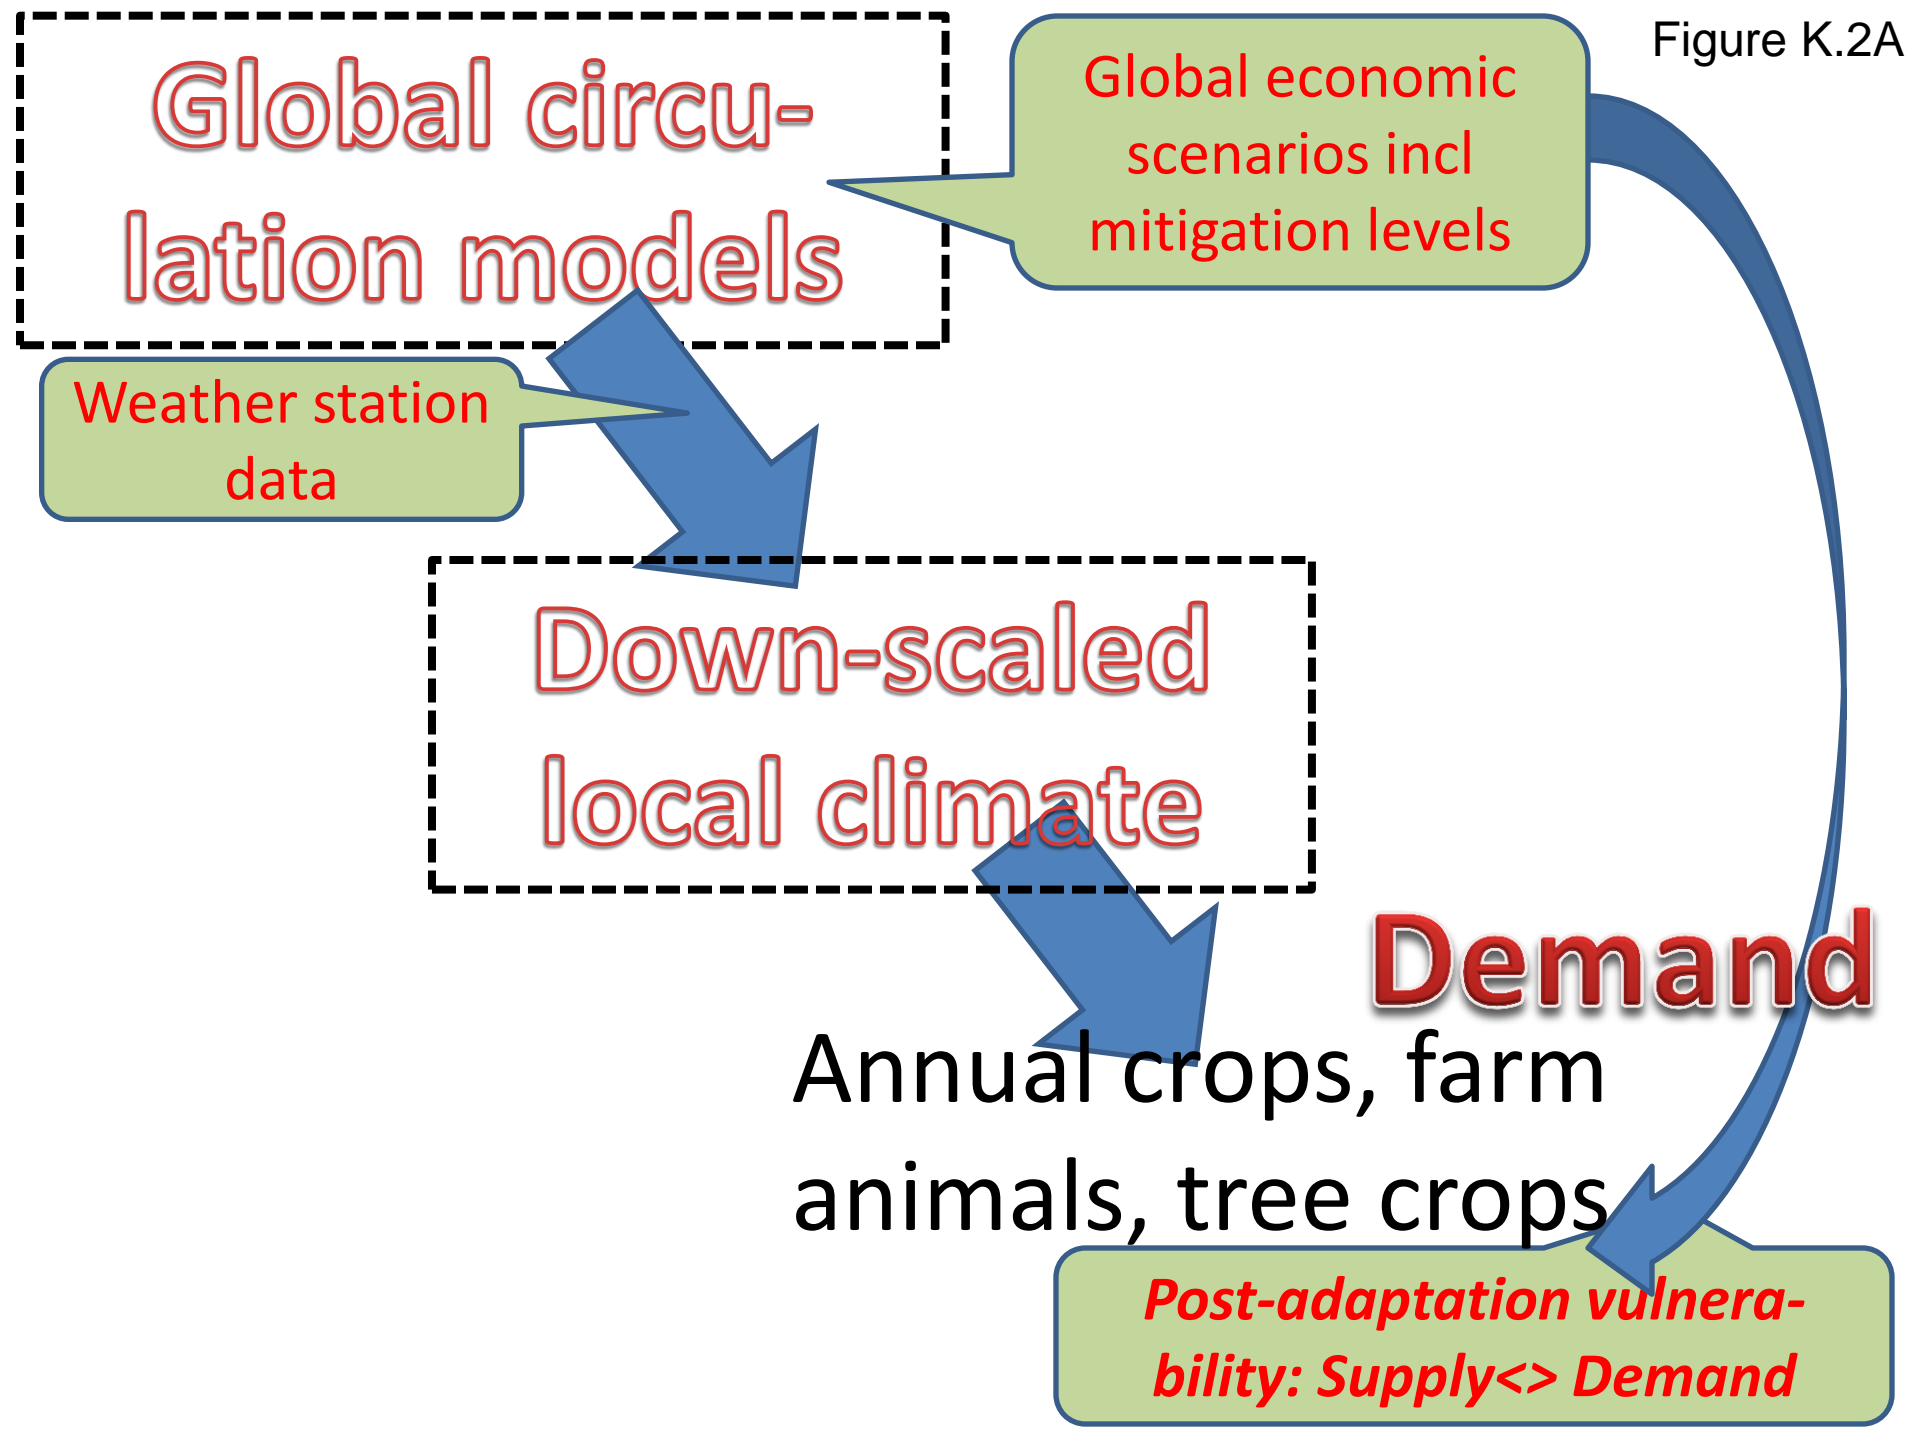 Figure K.2A
Global circu-
lation models
Global economic
scenarios incl
mitigation levels
Weather station
data
Down-scaled
local climate
Demand
Annual crops, farm
animals, tree crops
Post-adaptation vulnera-
bility: Supply<> Demand